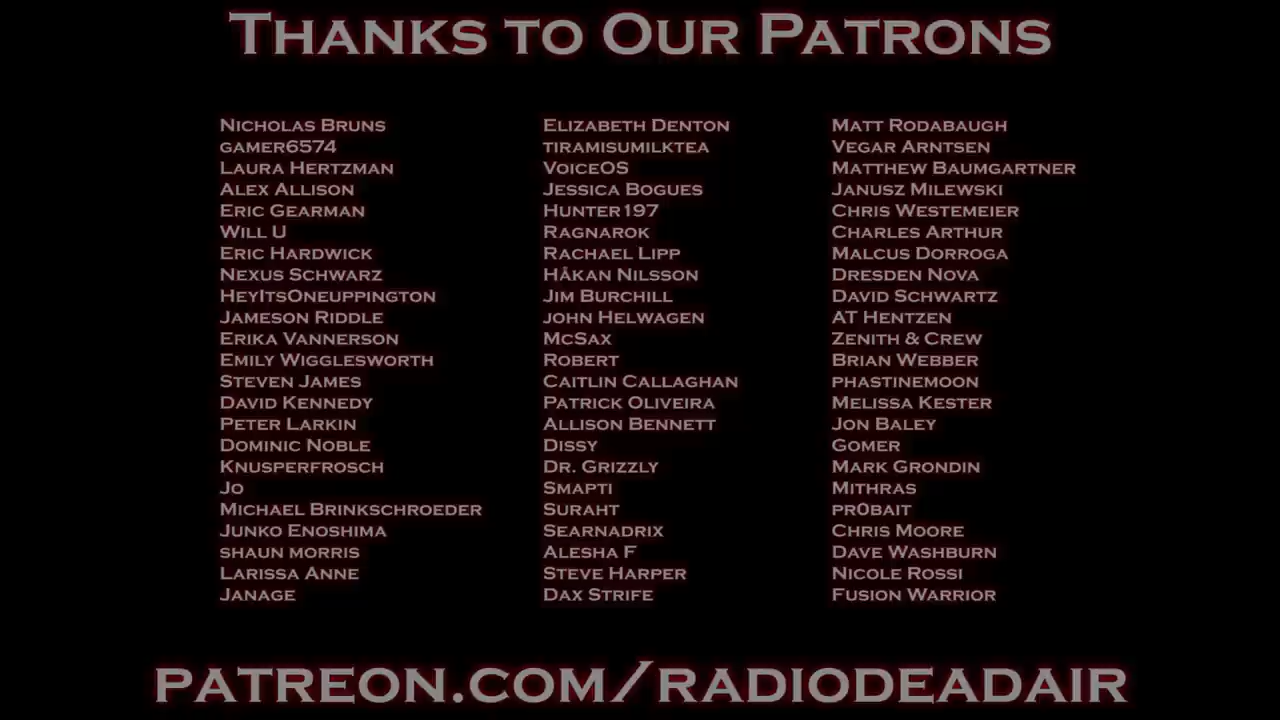 Thanks to Our Patrons
Nicholas Bruns
gamer6574
Laura Hertzman
Alex Allison
Eric Gearman
Will U
Eric Hardwick
Nexus Schwarz
HeyItsOneuppington
Jameson Riddle
Erika Vannerson
Emily Wigglesworth
Steven James
David Kennedy
Peter Larkin
Dominic Noble
Knusperfrosch
Jo
Michael Brinkschroeder
Junko Enoshima
shaun morris
Larissa Anne
Janage
Elizabeth Denton
tiramisumilktea
VoiceOS
Jessica Bogues
Hunter197
Ragnarok
Rachael Lipp
Håkan Nilsson
Jim Burchill
john Helwagen
McSax
Robert
Caitlin Callaghan
Patrick Oliveira
Allison Bennett
Dissy
Dr. Grizzly
Smapti
Suraht
Searnadrix
Alesha F
Steve Harper
Dax Strife
Matt Rodabaugh
Vegar Arntsen
Matthew Baumgartner
Janusz Milewski
Chris Westemeier
Charles Arthur
Malcus Dorroga
Dresden Nova
David Schwartz
AT Hentzen
Zenith & Crew
Brian Webber
phastinemoon
Melissa Kester
Jon Baley
Gomer
Mark Grondin
Mithras
pr0bait
Chris Moore
Dave Washburn
Nicole Rossi
Fusion Warrior
patreon.com/radiodeadair